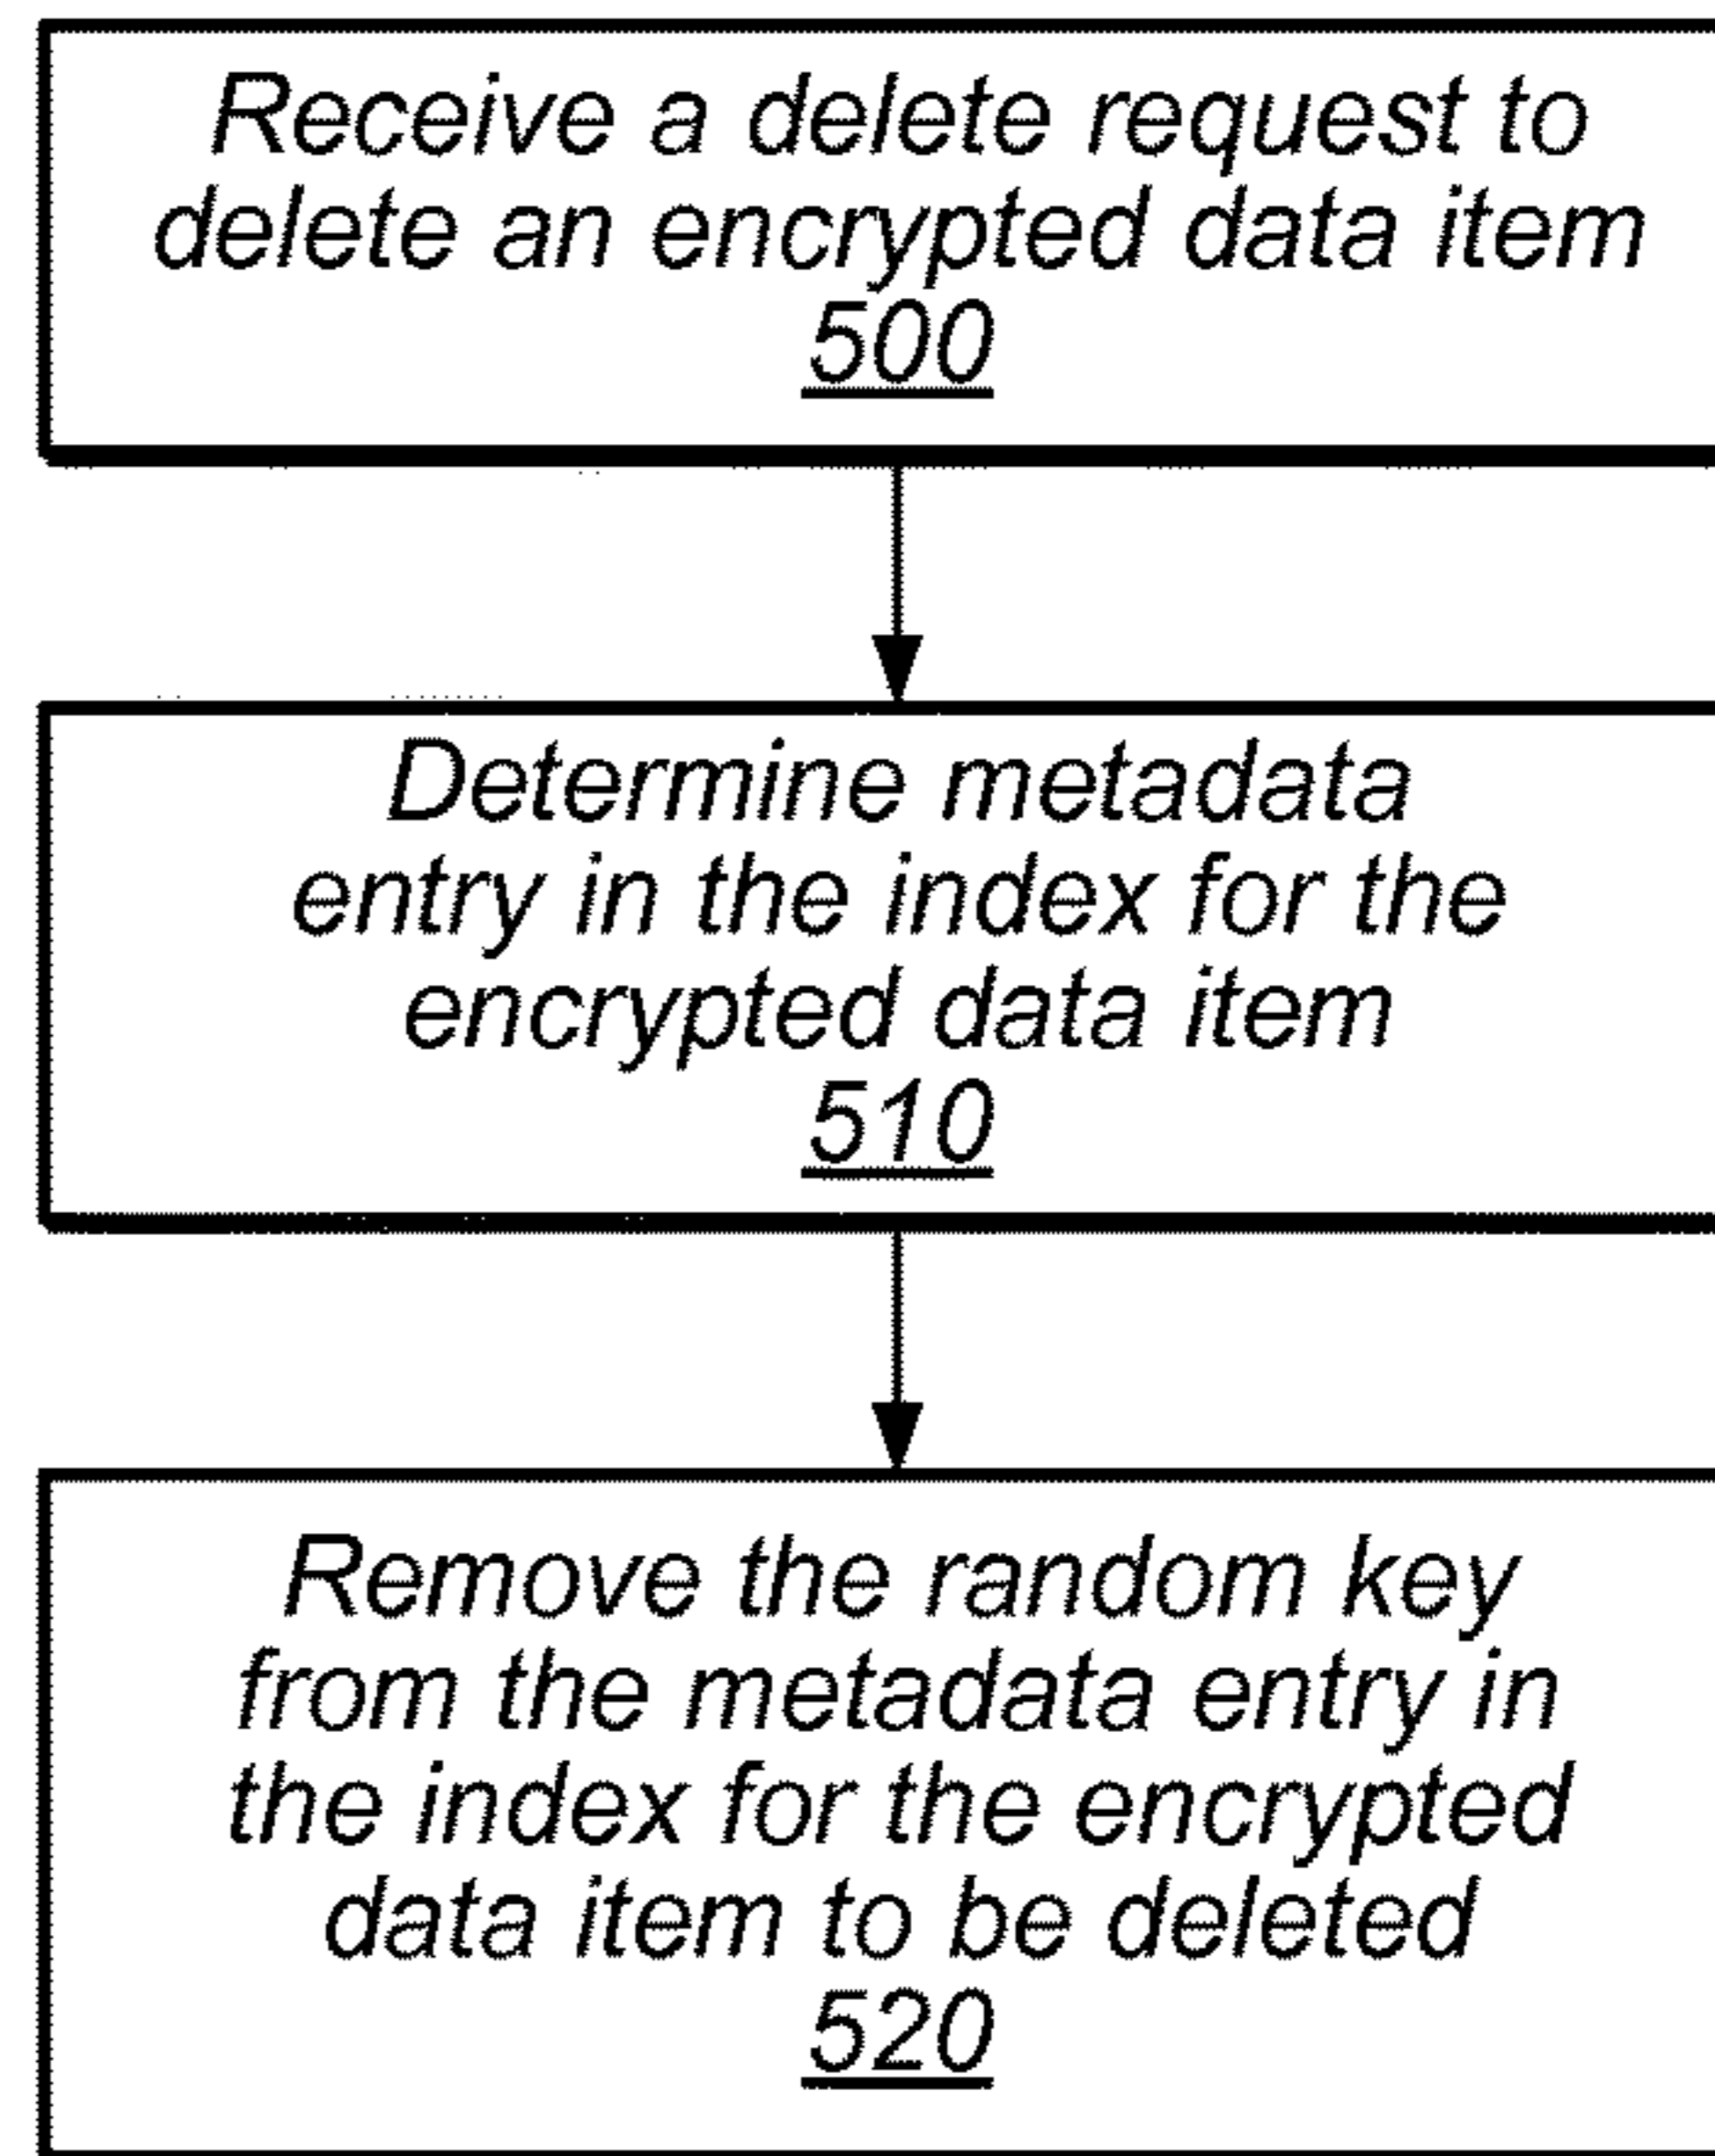 Receive a delete request to
delete an encrypted data item
500
Determine metadata
entry in the index for the
encrypted data item
510
Remove the random key
from the metadata entry in
the index for the encrypted
data item to be deleted
520